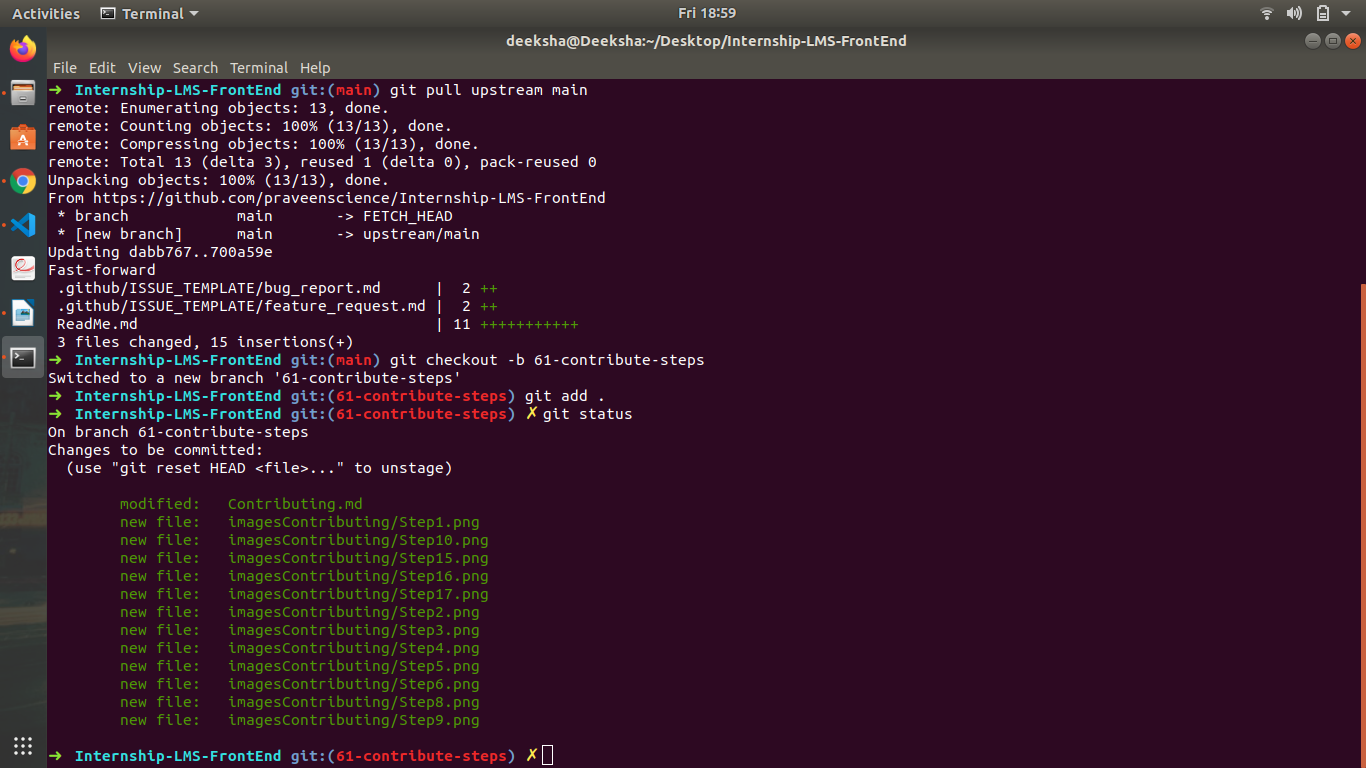 Activities Terminal Fri 18:59
deeksha@Deeksha:~/Desktop/Internship-LMS-FrontEnd
File Edit View Search Terminal Help
➜  Internship-LMS-FrontEnd git:(main) git pull upstream main
remote: Enumerating objects: 13, done.
remote: Counting objects: 100% (13/13), done.
remote: Compressing objects: 100% (13/13), done.
remote: Total 13 (delta 3), reused 1 (delta 0), pack-reused 0
Unpacking objects: 100% (13/13), done.
From https://github.com/praveenscience/Internship-LMS-FrontEnd
 * branch            main       -> FETCH_HEAD
 * [new branch]      main       -> upstream/main
Updating dabb767..700a59e
Fast-forward
 .github/ISSUE_TEMPLATE/bug_report.md      |  2 ++
 .github/ISSUE_TEMPLATE/feature_request.md |  2 ++
 ReadMe.md                                 | 11 +++++++++++
 3 files changed, 15 insertions(+)
➜  Internship-LMS-FrontEnd git:(main) git checkout -b 61-contribute-steps
Switched to a new branch '61-contribute-steps'
➜  Internship-LMS-FrontEnd git:(61-contribute-steps) git add .
➜  Internship-LMS-FrontEnd git:(61-contribute-steps) ✗ git status
On branch 61-contribute-steps
Changes to be committed:
  (use "git reset HEAD <file>..." to unstage)
        modified:   Contributing.md
        new file:   imagesContributing/Step1.png
        new file:   imagesContributing/Step10.png
        new file:   imagesContributing/Step15.png
        new file:   imagesContributing/Step16.png
        new file:   imagesContributing/Step17.png
        new file:   imagesContributing/Step2.png
        new file:   imagesContributing/Step3.png
        new file:   imagesContributing/Step4.png
        new file:   imagesContributing/Step5.png
        new file:   imagesContributing/Step6.png
        new file:   imagesContributing/Step8.png
        new file:   imagesContributing/Step9.png
➜  Internship-LMS-FrontEnd git:(61-contribute-steps) ✗